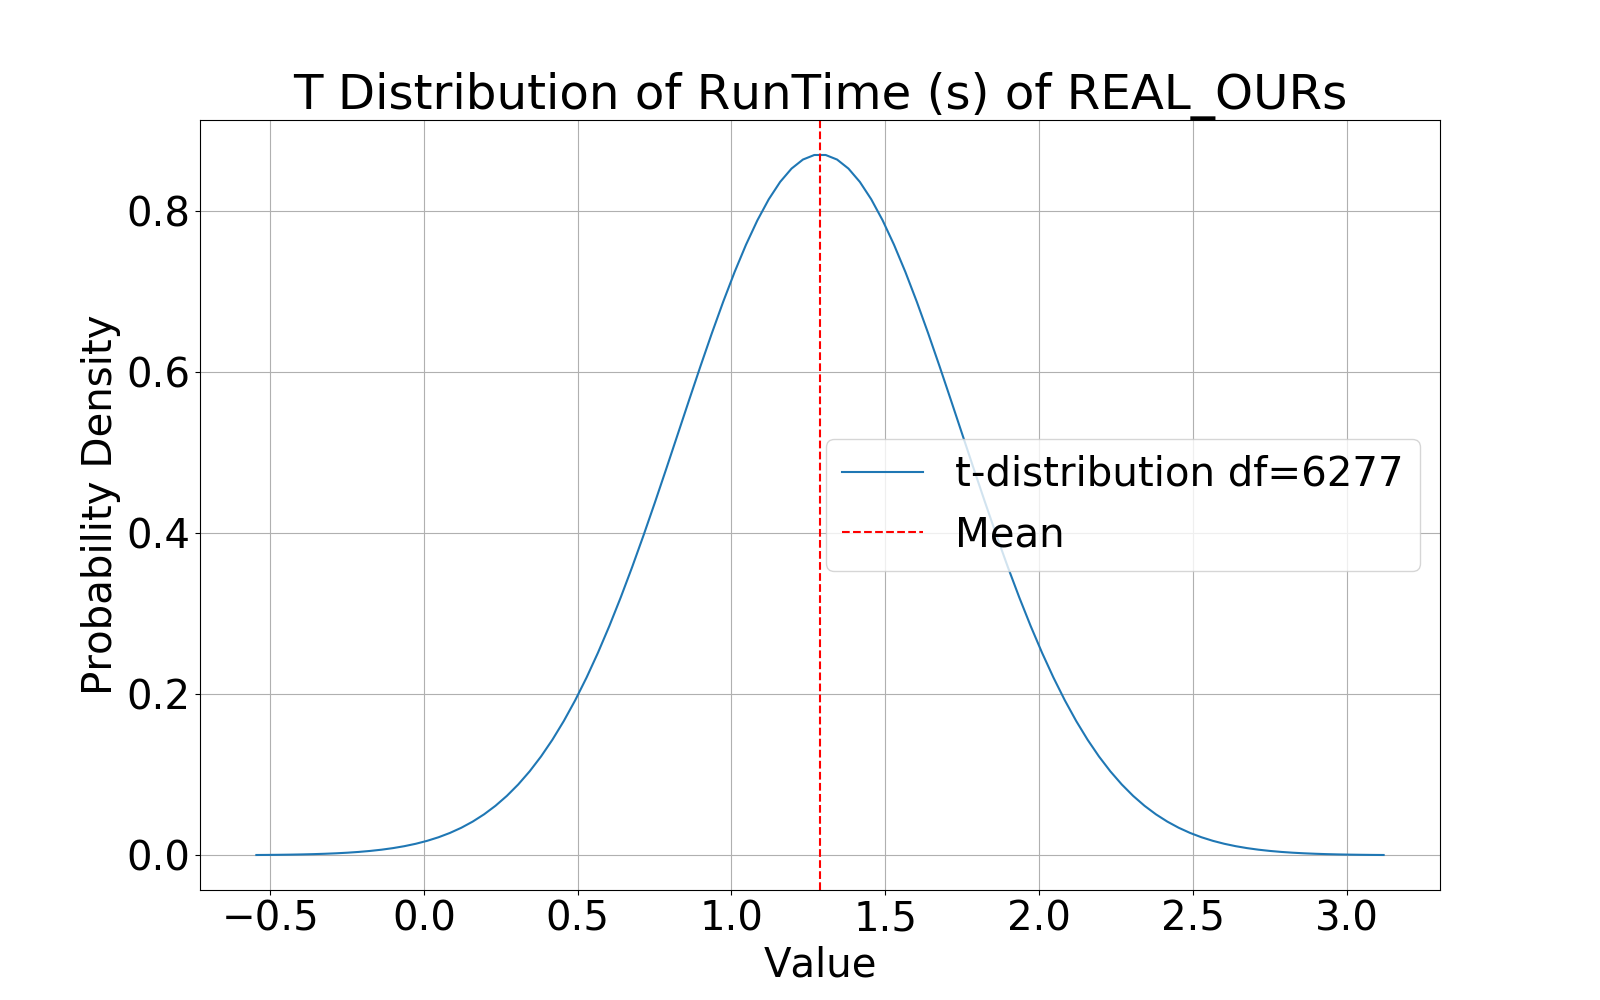 T Distribution of RunTime (s) of REAL_OURs
Probability Density
0.8
0.6
0.4
0.2
0.0
t-distribution df=6277
Mean
−0.5 0.0 0.5 1.0 1.5 2.0 2.5 3.0
Value